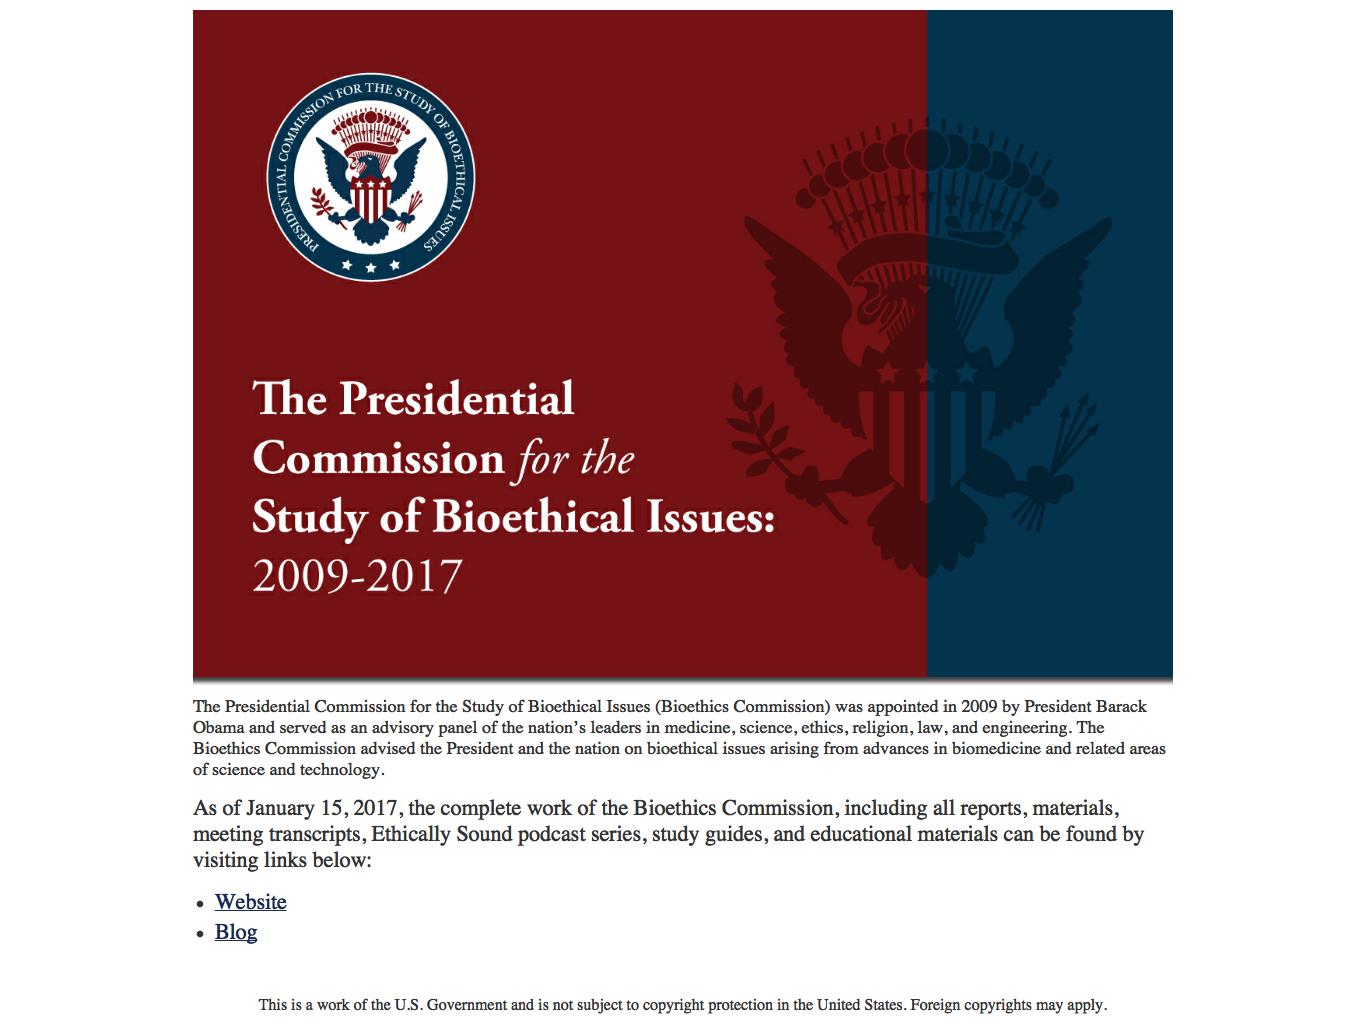 PRESIDENTIAL COMMISSION FOR THE STUDY OF BIOETHICAL ISSUES
The Presidential
Commission for the
Study of Bioethical Issues:
2009-2017
The Presidential Commission for the Study of Bioethical Issues (Bioethics Commission) was appointed in 2009 by President Barack
Obama and served as an advisory panel of the nation’s leaders in medicine, science, ethics, religion, law, and engineering. The
Bioethics Commission advised the President and the nation on bioethical issues arising from advances in biomedicine and related areas
of science and technology.
As of January 15, 2017, the complete work of the Bioethics Commission, including all reports, materials,
meeting transcripts, Ethically Sound podcast series, study guides, and educational materials can be found by
visiting links below:
• Website
• Blog
This is a work of the U.S. Government and is not subject to copyright protection in the United States. Foreign copyrights may apply.